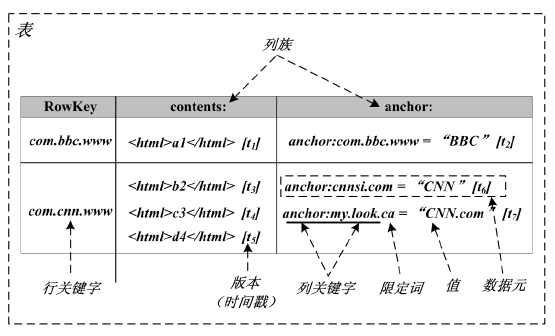 表
列族
RowKey contents: anchor:
com.bbc.www <html>a1</html> [t1] anchor:com.bbc.www = “BBC” [t2]
<html>b2</html> [t3] anchor:cnnsi.com = “CNN” [t6]
com.cnn.www <html>c3</html> [t4] anchor:my.look.ca = “CNN.com” [t7]
<html>d4</html> [t5]
行关键字 版本 列关键字 限定词 值 数据元
(时间戳)